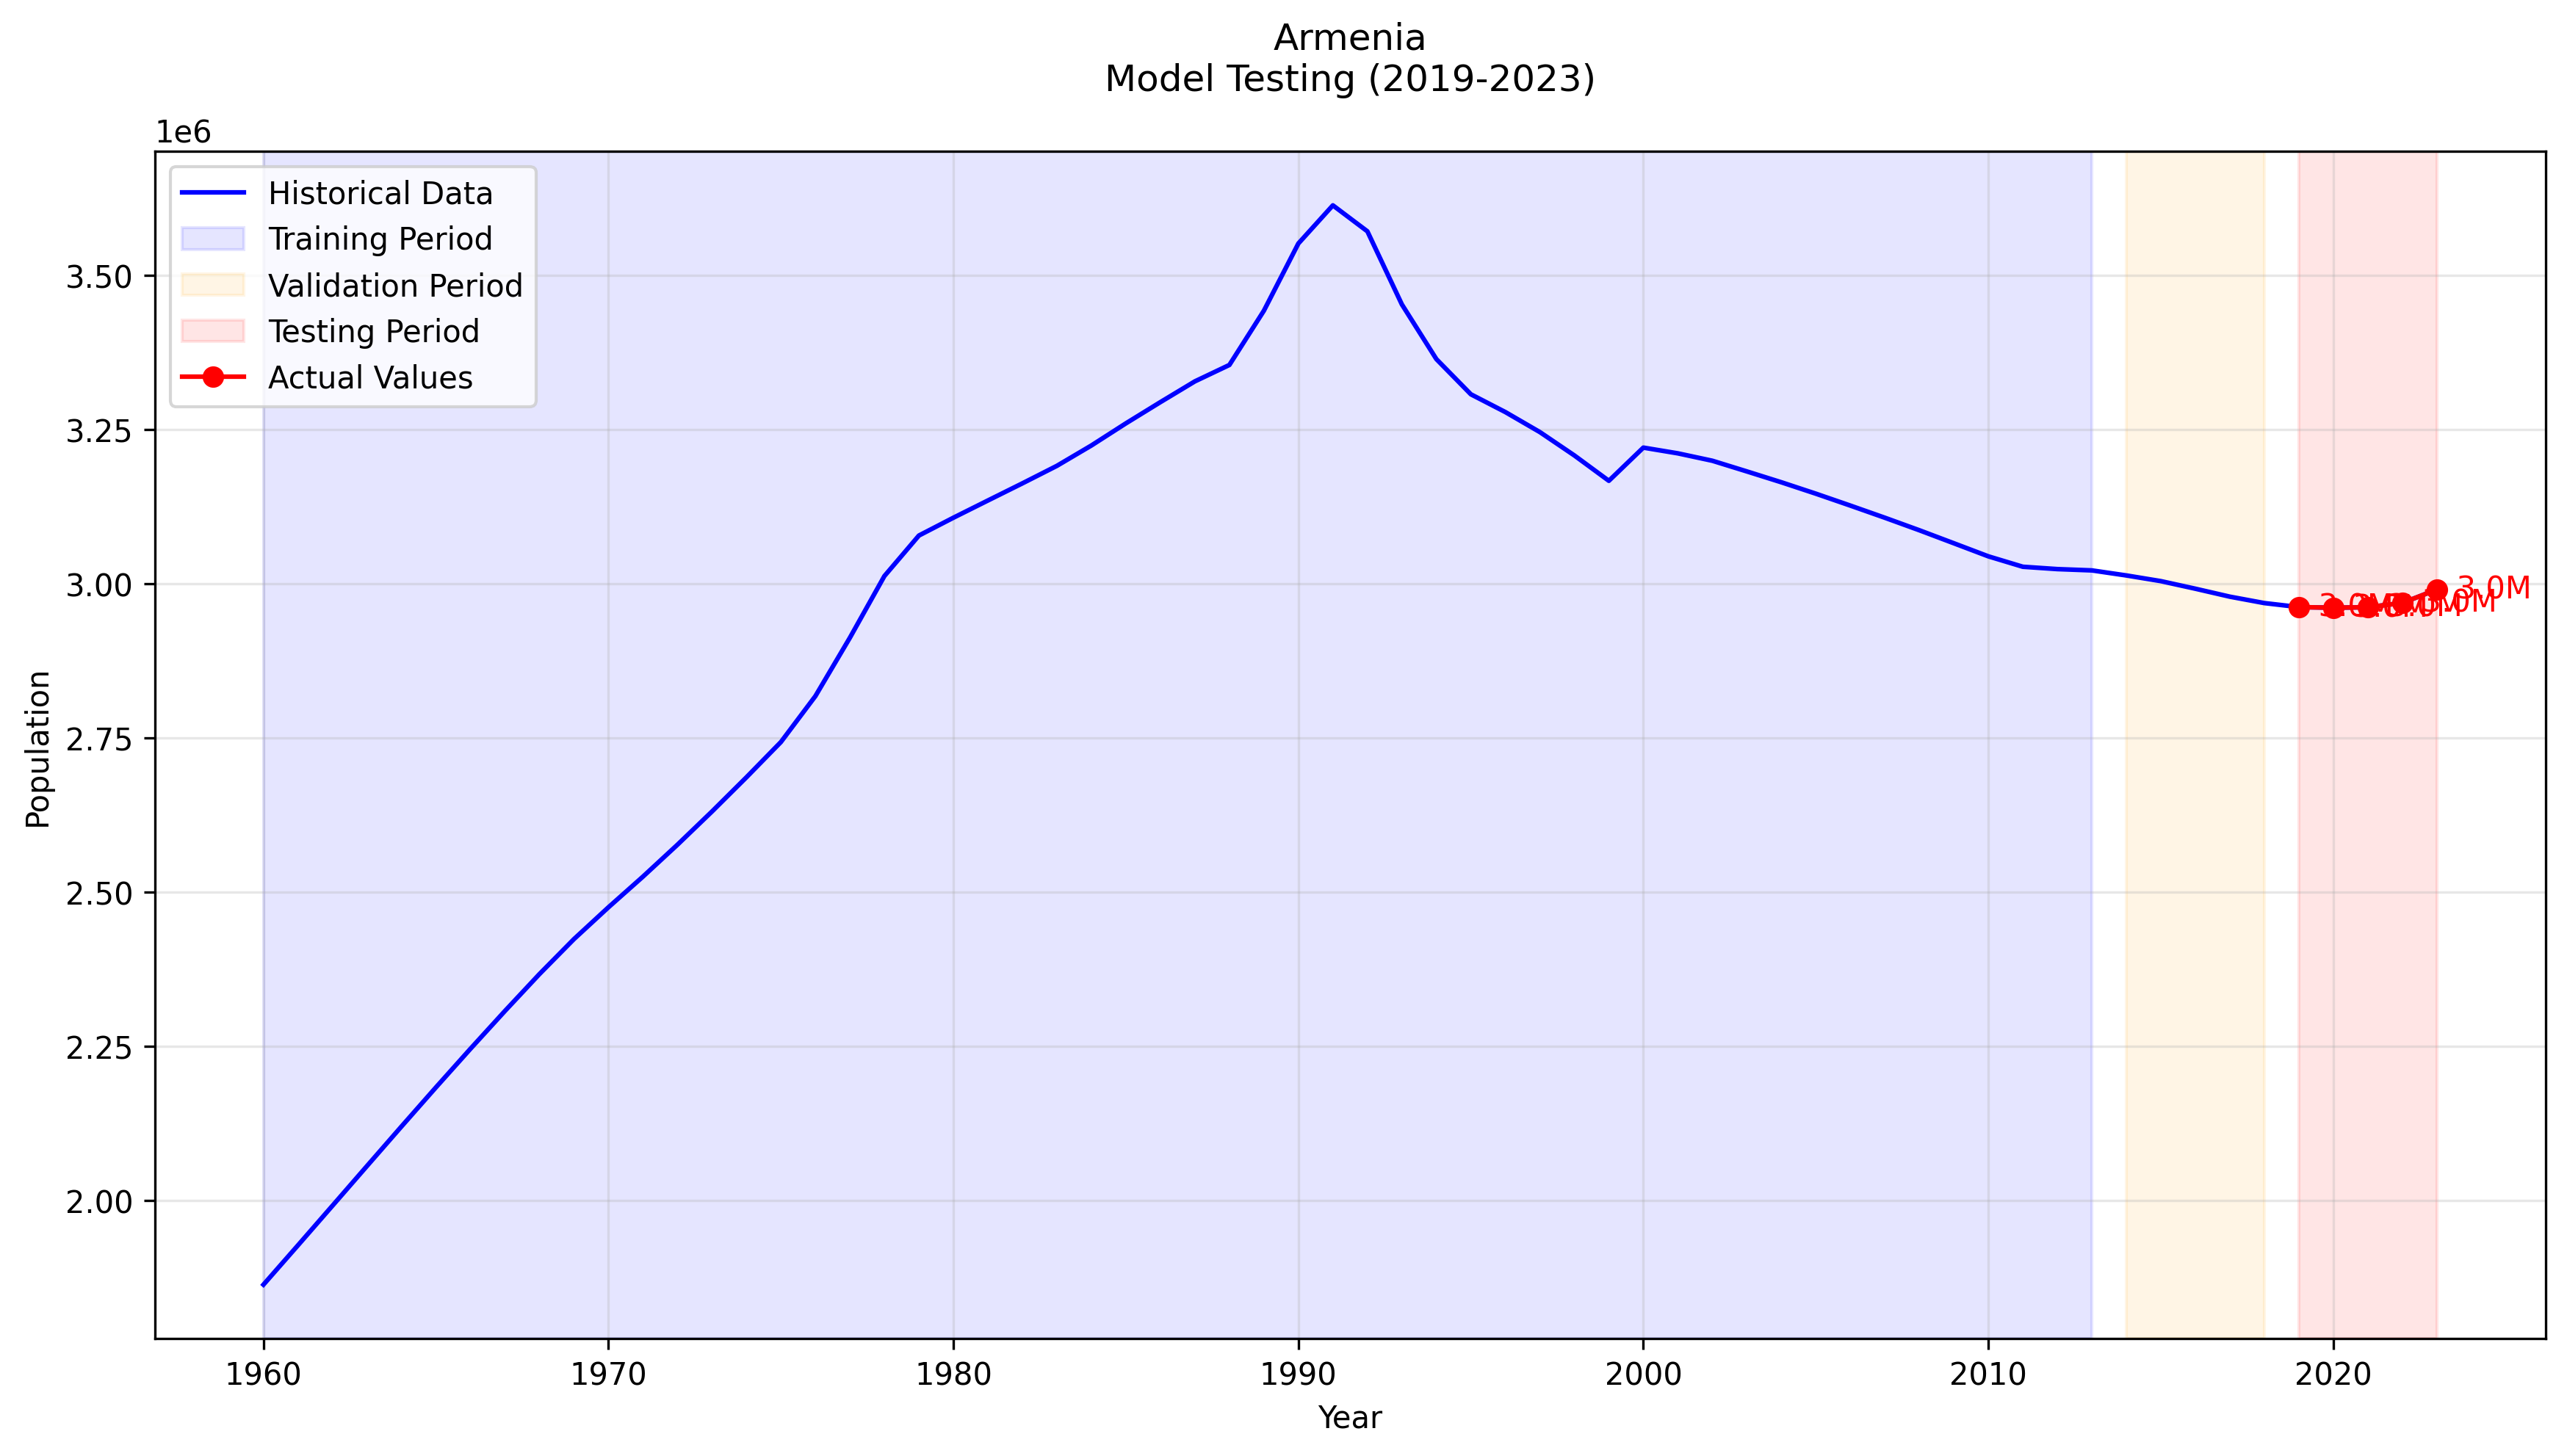 Armenia
Model Testing (2019-2023)
1e6
Historical Data
Training Period
Validation Period
Testing Period
Actual Values
3.50
3.25
3.00
2.75
2.50
2.25
2.00
Population
3.0M
1960 1970 1980 1990 2000 2010 2020
Year